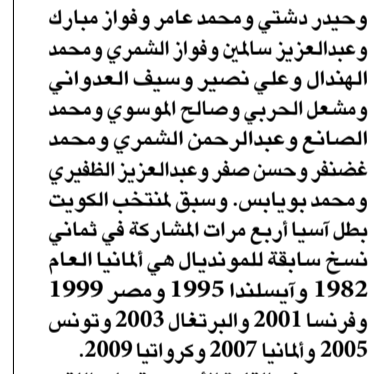 وحيدر دشتي ومحمد عامر وفواز مبارك
وعبدالعزيز سالمين وفواز الشمري ومحمد
الهندال وعلي نصير وسيف العدواني
ومشعل الحربي وصالح الموسوي ومحمد
الصانع وعبدالرحمن الشمري ومحمد
غضنفر وحسن صفر وعبدالعزيز الظفيري
ومحمد بويابس. وسبق لمنتخب الكويت
بطل آسيا أربع مرات المشاركة في ثماني
نسخ سابقة للمونديال هي ألمانيا العام
1982 وآيسلندا 1995 ومصر 1999
وفرنسا 2001 والبرتغال 2003 وتونس
2005 وألمانيا 2007 وكرواتيا 2009.